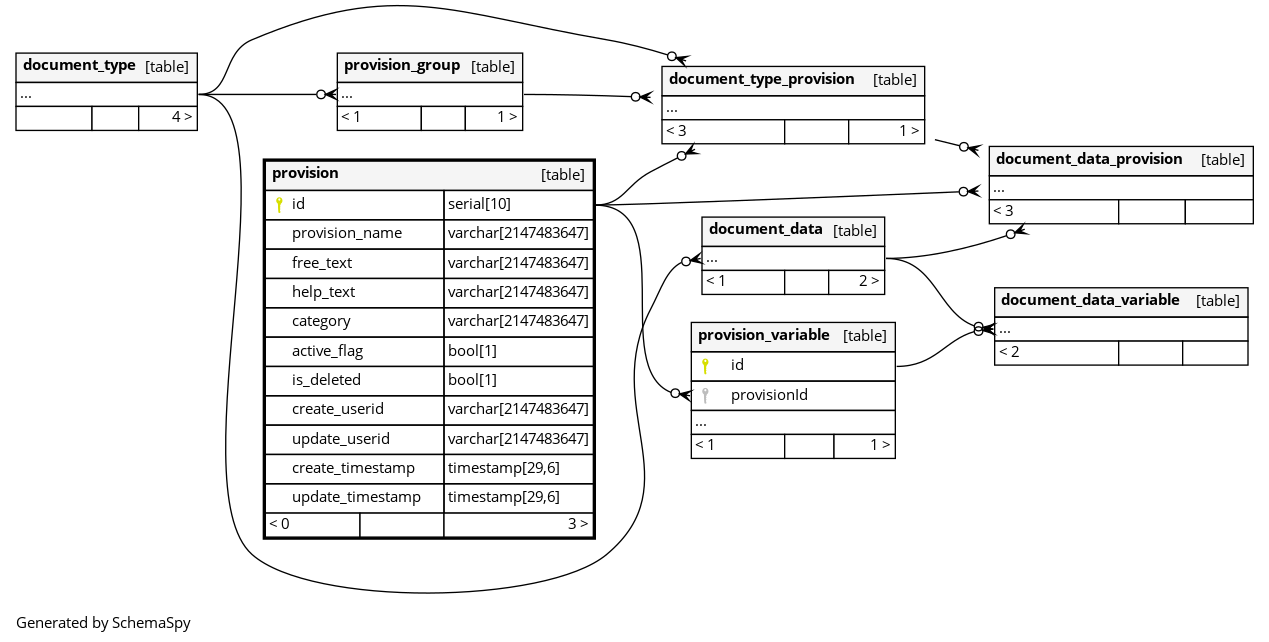 document_type [table]
...
4 >
provision_group [table]
...
< 1 1 >
document_type_provision [table]
...
< 3 1 >
document_data_provision [table]
...
< 3
provision [table]
id serial[10]
provision_name varchar[2147483647]
free_text varchar[2147483647]
help_text varchar[2147483647]
category varchar[2147483647]
active_flag bool[1]
is_deleted bool[1]
create_userid varchar[2147483647]
update_userid varchar[2147483647]
create_timestamp timestamp[29,6]
update_timestamp timestamp[29,6]
< 0 3 >
document_data [table]
...
< 1 2 >
document_data_variable [table]
...
< 2
provision_variable [table]
id
provisionId
...
< 1 1 >
Generated by SchemaSpy